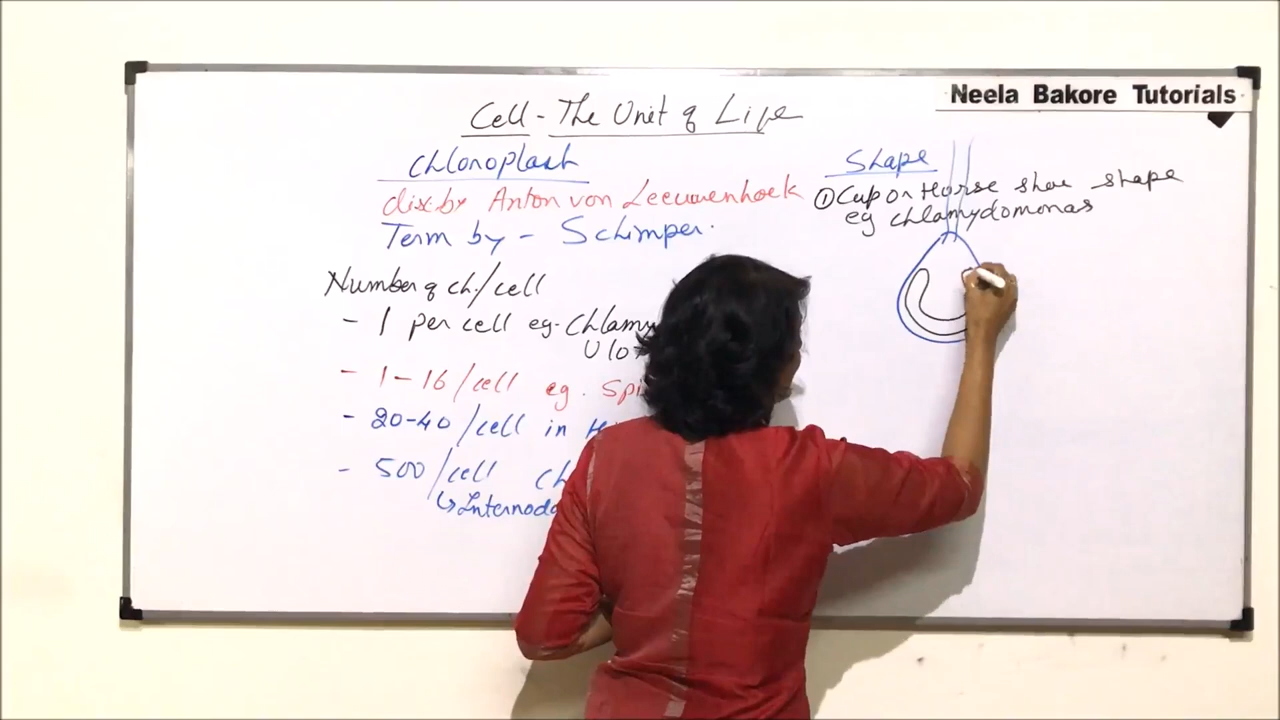 Neela Bakore Tutorials
Cell - The Unit of Life
Chloroplast
disc. by Anton von Leeuwenhoek
Term by - Schimper.
Number of ch./cell
- 1 per cell eg. Chlamy
Ulo
- 1-16/cell eg. Spi
- 20-40/cell in H
- 500/cell Ch
↳ Internoda
Shape
① Cup or Horse shoe shape
eg chlamydomonas